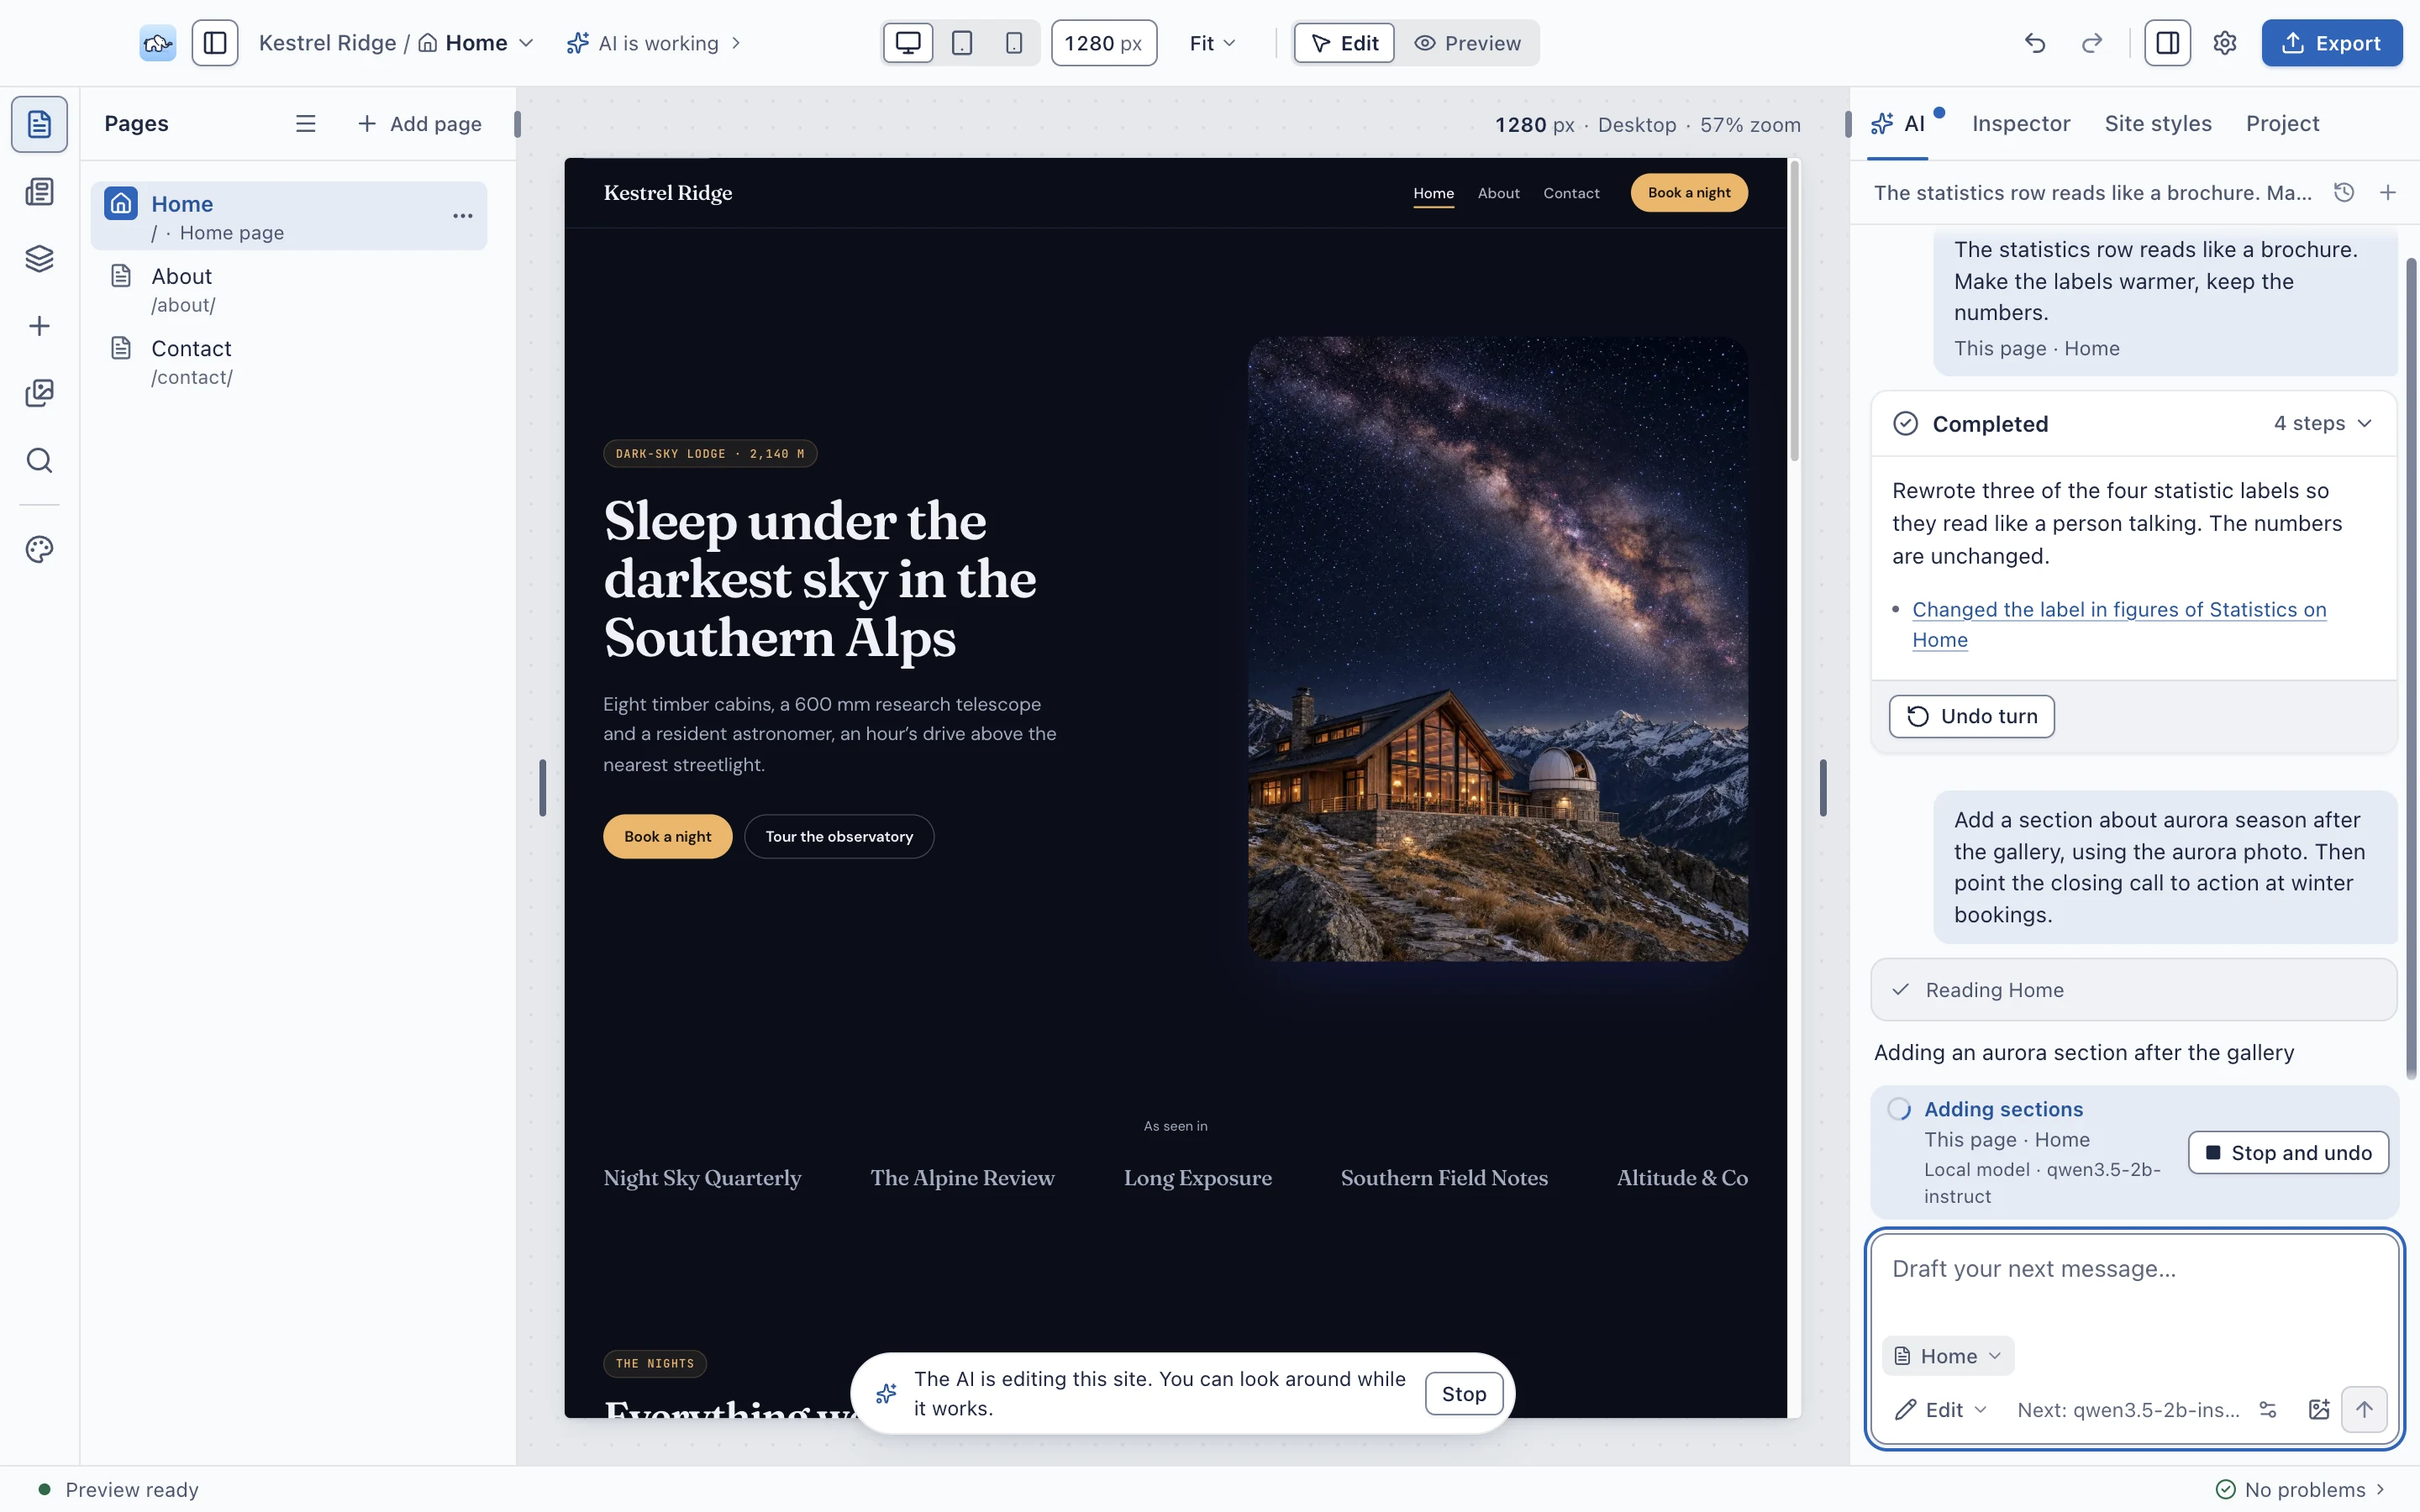 Kestrel Ridge / Home
AI is working
1280 px
Fit
Edit
Preview
Export
Pages
Add page
Home
/ · Home page
About
/about/
Contact
/contact/
1280 px · Desktop · 57% zoom
Kestrel Ridge
Home
About
Contact
Book a night
DARK-SKY LODGE · 2,140 M
Sleep under the
darkest sky in the
Southern Alps
Eight timber cabins, a 600 mm research telescope
and a resident astronomer, an hour’s drive above the
nearest streetlight.
Book a night
Tour the observatory
As seen in
Night Sky Quarterly
The Alpine Review
Long Exposure
Southern Field Notes
Altitude & Co
THE NIGHTS
Everything
The AI is editing this site. You can look around while
it works.
Stop
AI
Inspector
Site styles
Project
The statistics row reads like a brochure. Ma...
The statistics row reads like a brochure.
Make the labels warmer, keep the
numbers.
This page · Home
Completed
4 steps
Rewrote three of the four statistic labels so
they read like a person talking. The numbers
are unchanged.
• Changed the label in figures of Statistics on
Home
Undo turn
Add a section about aurora season after
the gallery, using the aurora photo. Then
point the closing call to action at winter
bookings.
Reading Home
Adding an aurora section after the gallery
Adding sections
This page · Home
Local model · qwen3.5-2b-
instruct
Stop and undo
Draft your next message...
Home
Edit
Next: qwen3.5-2b-ins...
Preview ready
No problems